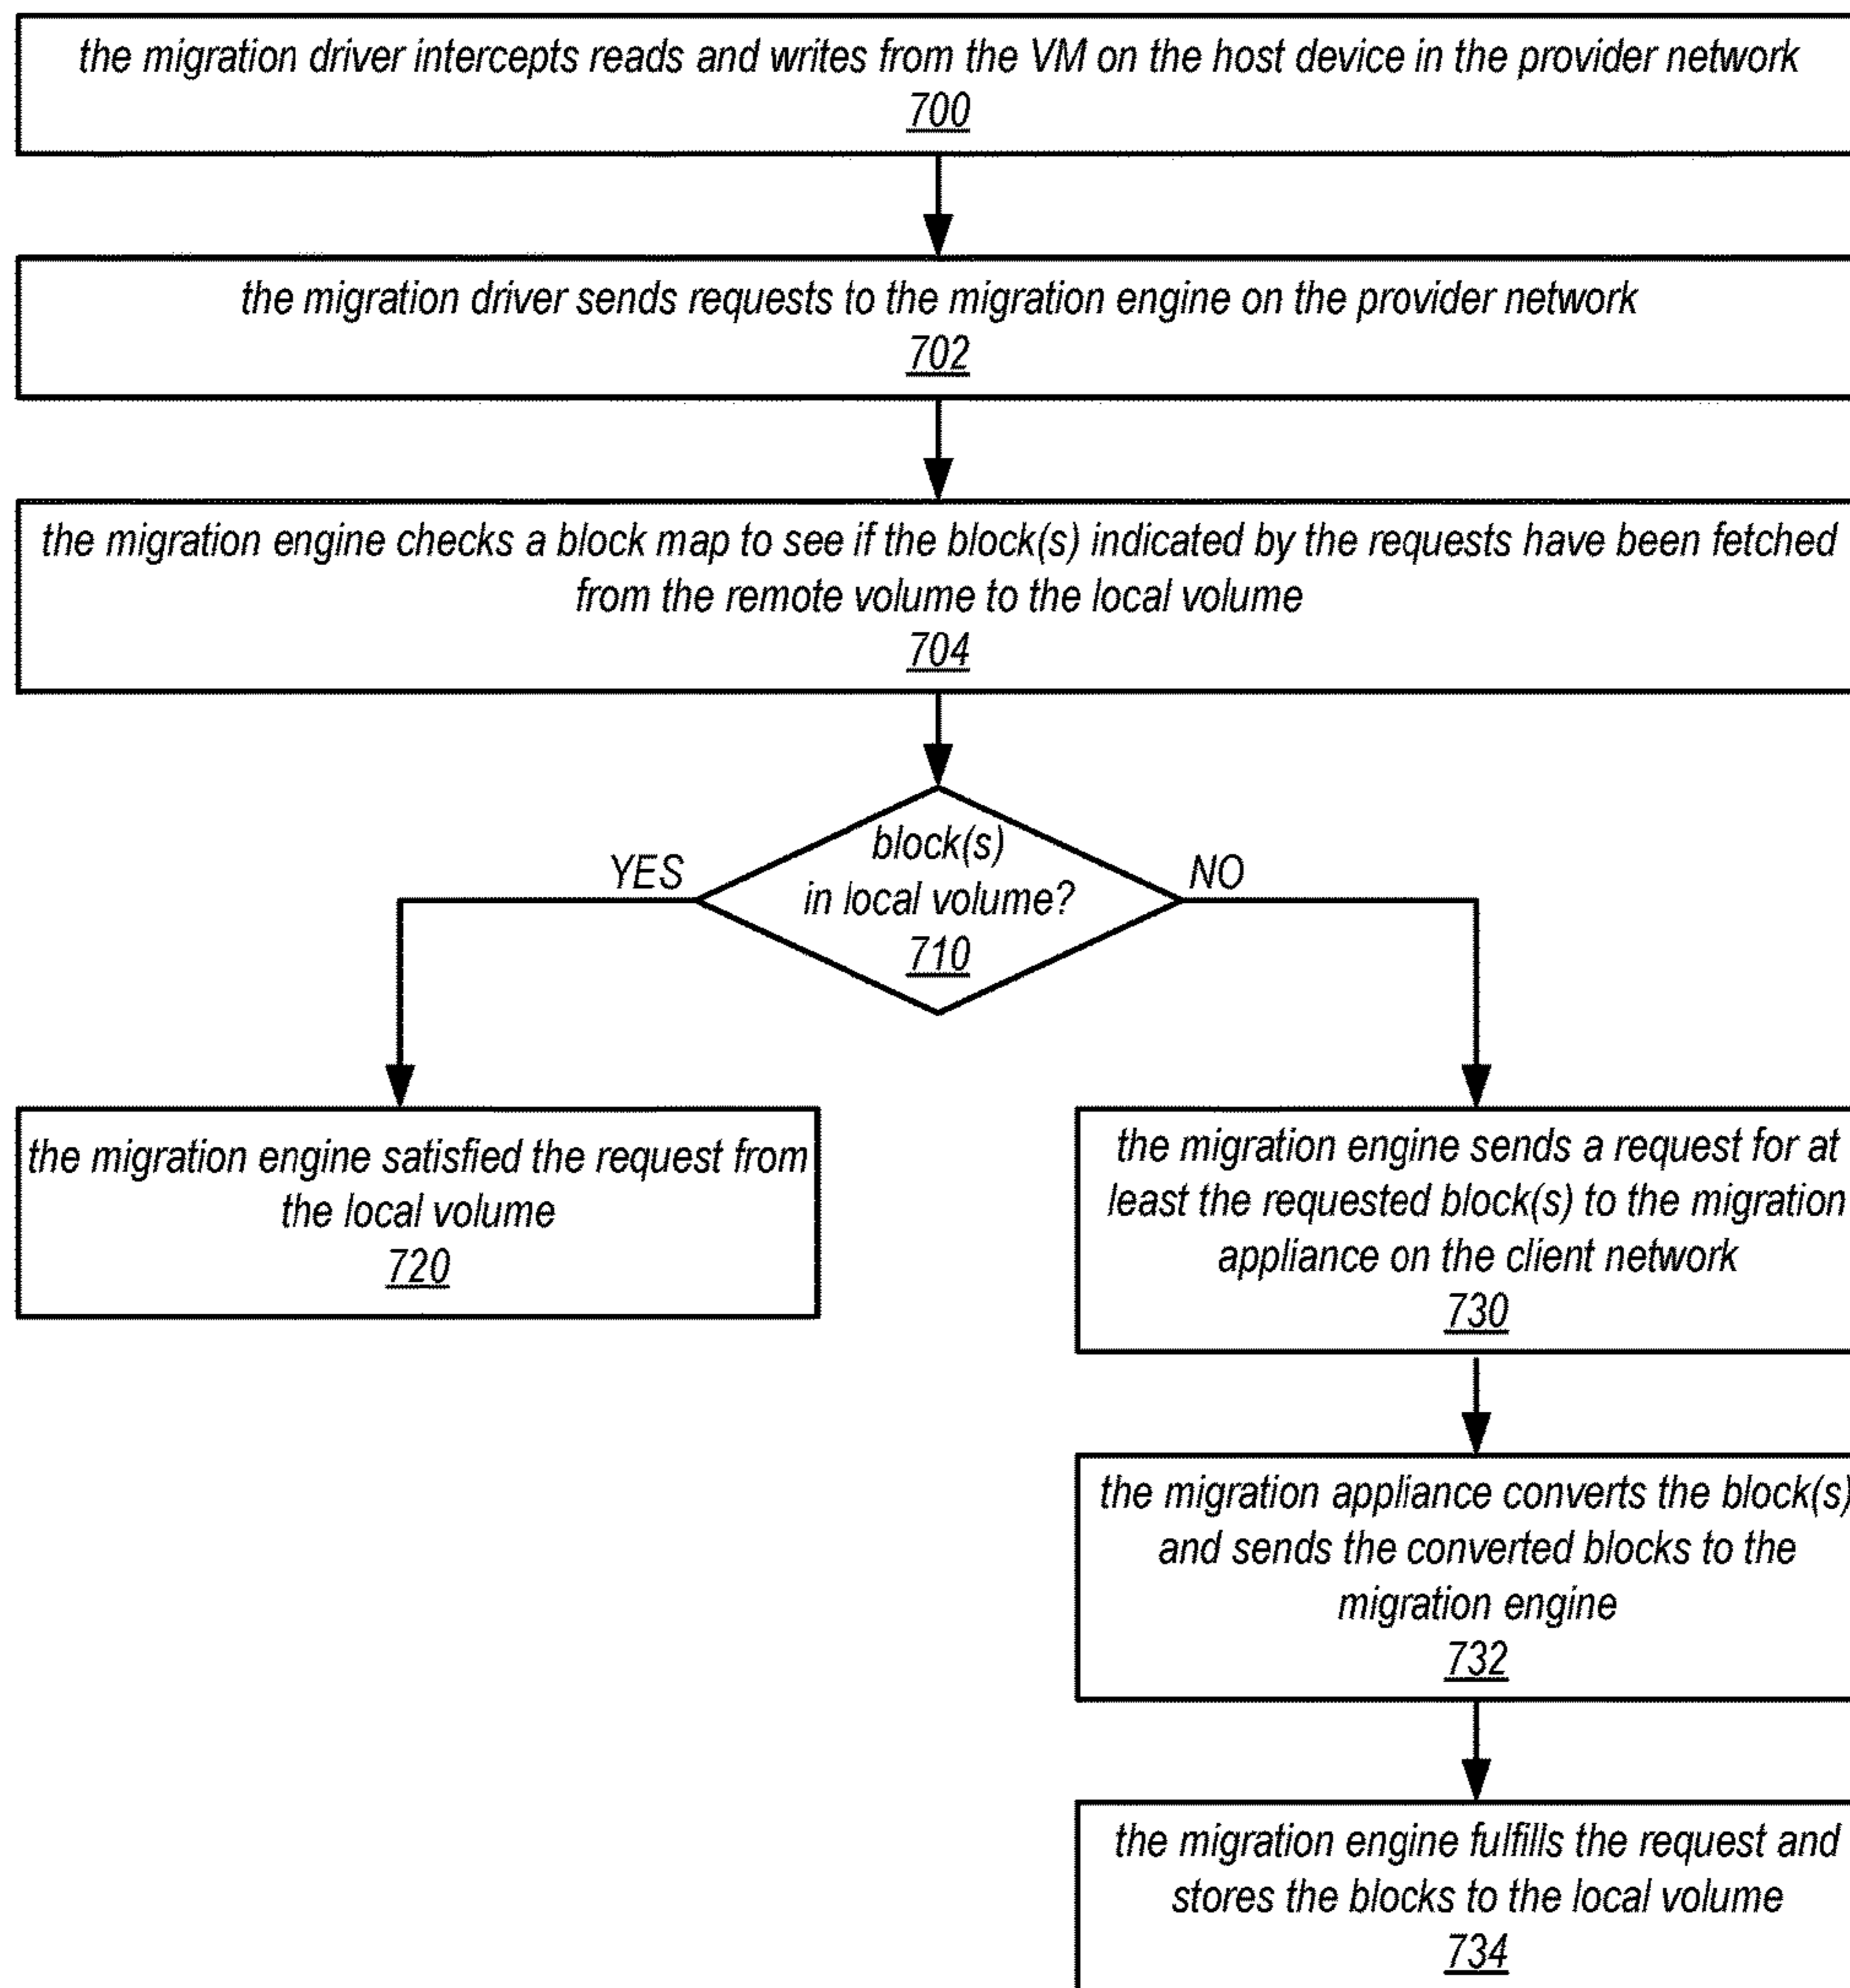 the migration driver intercepts reads and writes from the VM on the host device in the provider network
700
the migration driver sends requests to the migration engine on the provider network
702
the migration engine checks a block map to see if the block(s) indicated by the requests have been fetched
from the remote volume to the local volume
704
block(s)
in local volume?
710
YES
NO
the migration engine satisfied the request from
the local volume
720
the migration engine sends a request for at
least the requested block(s) to the migration
appliance on the client network
730
the migration appliance converts the block(s)
and sends the converted blocks to the
migration engine
732
the migration engine fulfills the request and
stores the blocks to the local volume
734